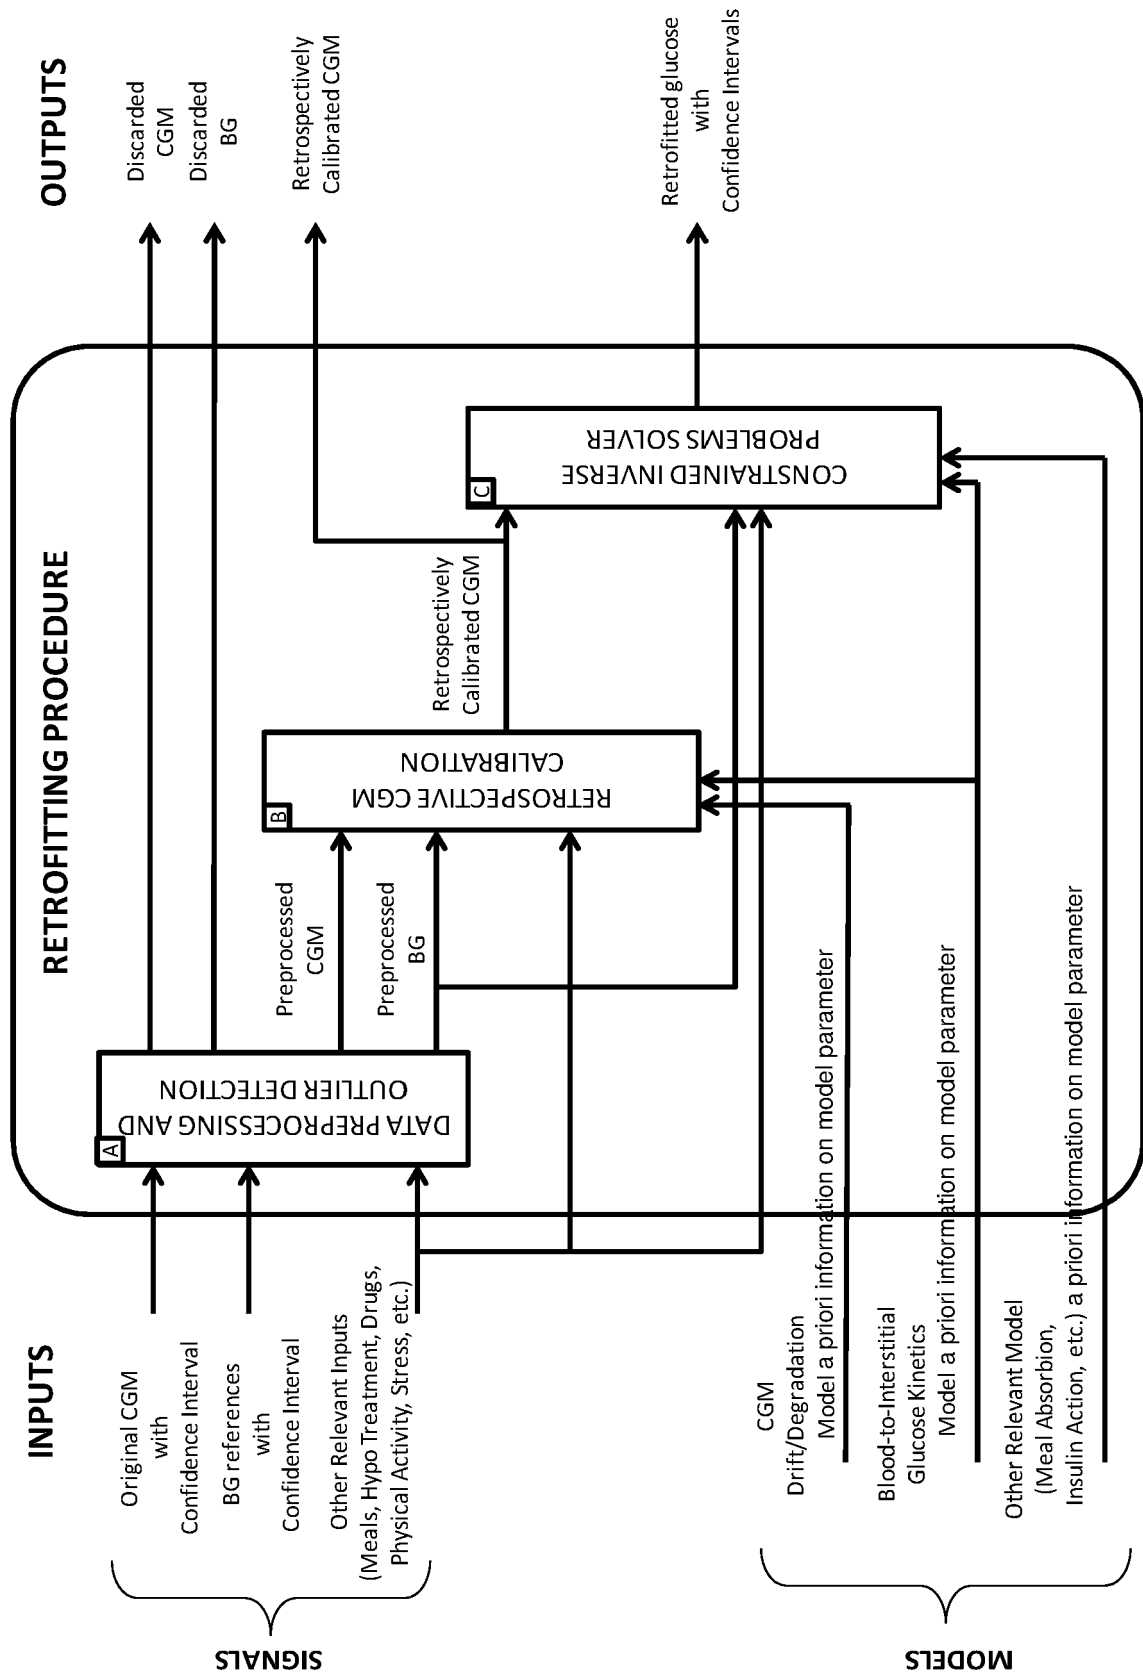 INPUTS
RETROFITTING PROCEDURE
OUTPUTS
SIGNALS
Original CGM
with
Confidence Interval
BG references
with
Confidence Interval
Other Relevant Inputs
(Meals, Hypo Treatment, Drugs,
Physical Activity, Stress, etc.)
MODELS
CGM
Drift/Degradation
Model a priori information on model parameter
Blood-to-Interstitial
Glucose Kinetics
Model a priori information on model parameter
Other Relevant Model
(Meal Absorbion,
Insulin Action, etc.) a priori information on model parameter
A
DATA PREPROCESSING AND
OUTLIER DETECTION
Preprocessed
CGM
Preprocessed
BG
B
RETROSPECTIVE CGM
CALIBRATION
Retrospectively
Calibrated CGM
C
CONSTRAINED INVERSE
PROBLEMS SOLVER
Discarded
CGM
Discarded
BG
Retrospectively
Calibrated CGM
Retrofitted glucose
with
Confidence Intervals